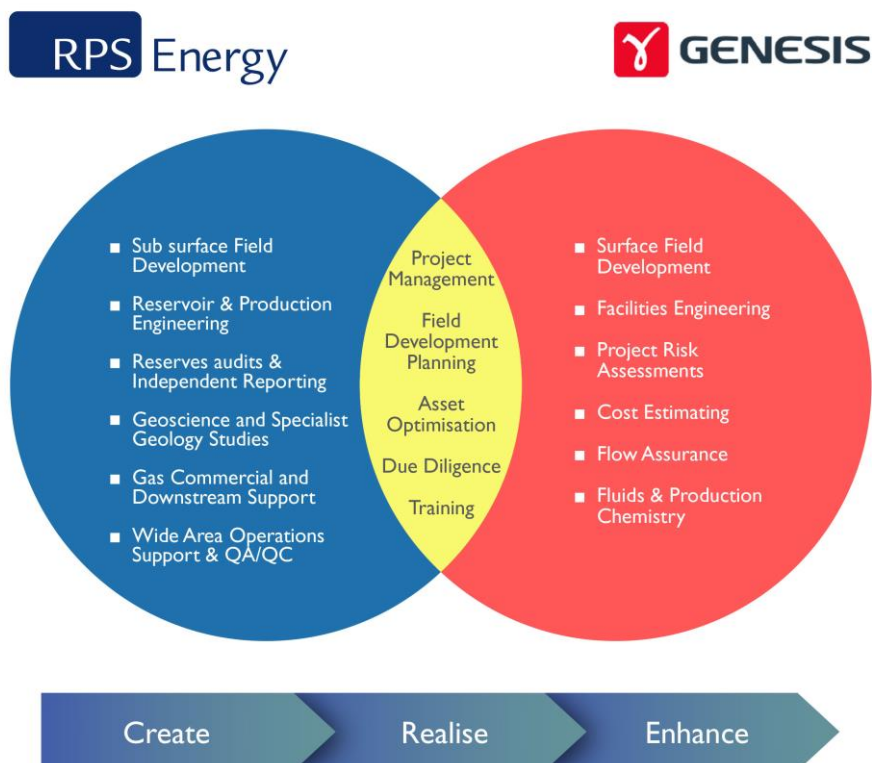 RPS Energy
GENESIS
Sub surface Field
Development
Reservoir & Production
Engineering
Reserves audits &
Independent Reporting
Geoscience and Specialist
Geology Studies
Gas Commercial and
Downstream Support
Wide Area Operations
Support & QA/QC
Project
Management
Field
Development
Planning
Asset
Optimisation
Due Diligence
Training
Surface Field
Development
Facilities Engineering
Project Risk
Assessments
Cost Estimating
Flow Assurance
Fluids & Production
Chemistry
Create
Realise
Enhance